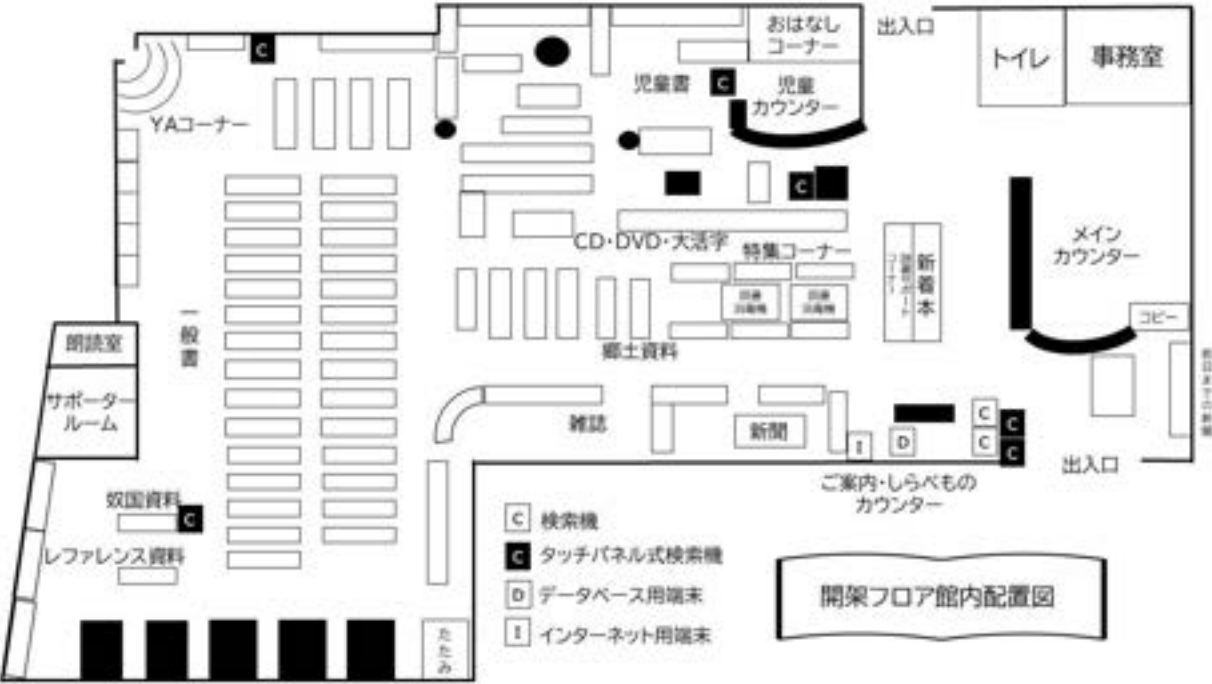 おはなし
コーナー
出入口
トイレ
事務室
C
児童書
C
児童
カウンター
YAコーナー
C
CD・DVD・大活字
特集コーナー
メイン
カウンター
新着本
コーナー
コピー
一般書
朗読室
郷土資料
サポーター
ルーム
雑誌
新聞
I
D
C
C
C
C
出入口
ご案内・しらべもの
カウンター
奴国資料
C
レファレンス資料
C 検索機
C タッチパネル式検索機
D データベース用端末
I インターネット用端末
開架フロア館内配置図
たたみ